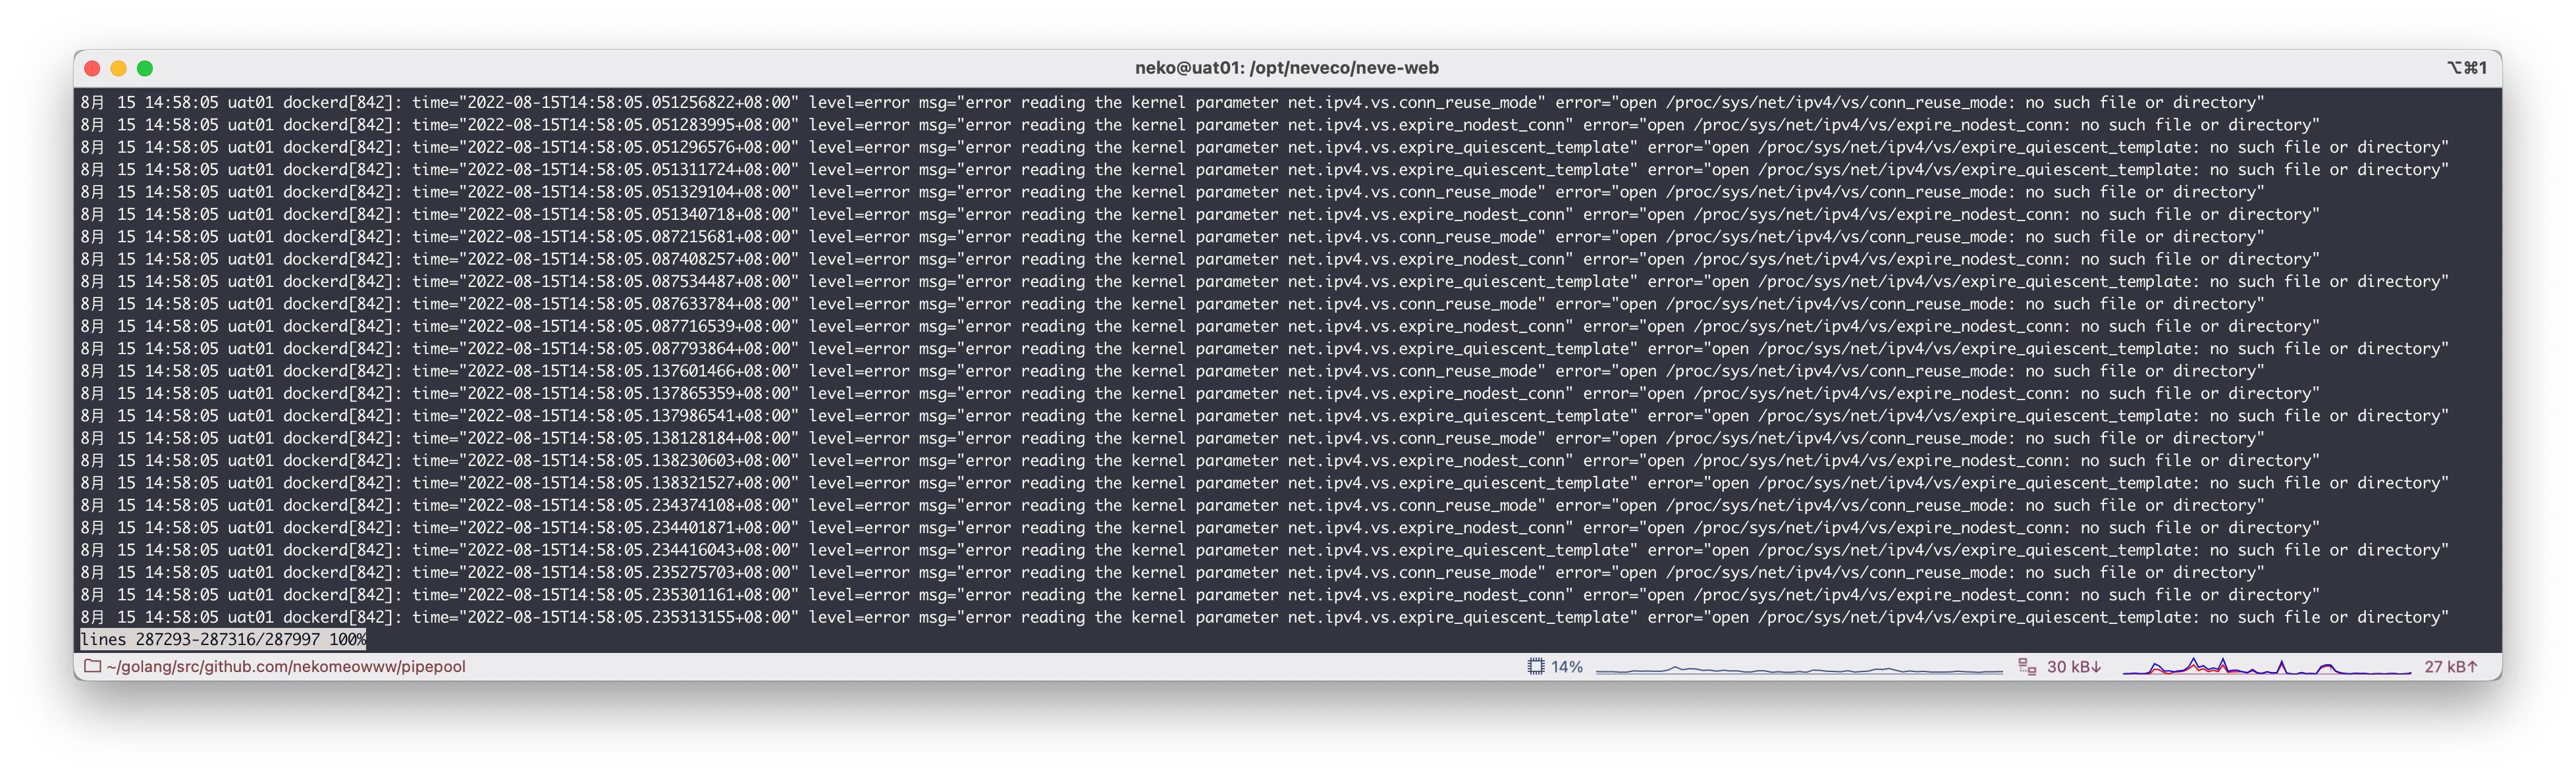 neko@uat01: /opt/neveco/neve-web
⌥⌘1
8月 15 14:58:05 uat01 dockerd[842]: time="2022-08-15T14:58:05.051256822+08:00" level=error msg="error reading the kernel parameter net.ipv4.vs.conn_reuse_mode" error="open /proc/sys/net/ipv4/vs/conn_reuse_mode: no such file or directory"
8月 15 14:58:05 uat01 dockerd[842]: time="2022-08-15T14:58:05.051283995+08:00" level=error msg="error reading the kernel parameter net.ipv4.vs.expire_nodest_conn" error="open /proc/sys/net/ipv4/vs/expire_nodest_conn: no such file or directory"
8月 15 14:58:05 uat01 dockerd[842]: time="2022-08-15T14:58:05.051296576+08:00" level=error msg="error reading the kernel parameter net.ipv4.vs.expire_quiescent_template" error="open /proc/sys/net/ipv4/vs/expire_quiescent_template: no such file or directory"
8月 15 14:58:05 uat01 dockerd[842]: time="2022-08-15T14:58:05.051311724+08:00" level=error msg="error reading the kernel parameter net.ipv4.vs.expire_quiescent_template" error="open /proc/sys/net/ipv4/vs/expire_quiescent_template: no such file or directory"
8月 15 14:58:05 uat01 dockerd[842]: time="2022-08-15T14:58:05.051329104+08:00" level=error msg="error reading the kernel parameter net.ipv4.vs.conn_reuse_mode" error="open /proc/sys/net/ipv4/vs/conn_reuse_mode: no such file or directory"
8月 15 14:58:05 uat01 dockerd[842]: time="2022-08-15T14:58:05.051340718+08:00" level=error msg="error reading the kernel parameter net.ipv4.vs.expire_nodest_conn" error="open /proc/sys/net/ipv4/vs/expire_nodest_conn: no such file or directory"
8月 15 14:58:05 uat01 dockerd[842]: time="2022-08-15T14:58:05.087215681+08:00" level=error msg="error reading the kernel parameter net.ipv4.vs.conn_reuse_mode" error="open /proc/sys/net/ipv4/vs/conn_reuse_mode: no such file or directory"
8月 15 14:58:05 uat01 dockerd[842]: time="2022-08-15T14:58:05.087408257+08:00" level=error msg="error reading the kernel parameter net.ipv4.vs.expire_nodest_conn" error="open /proc/sys/net/ipv4/vs/expire_nodest_conn: no such file or directory"
8月 15 14:58:05 uat01 dockerd[842]: time="2022-08-15T14:58:05.087534487+08:00" level=error msg="error reading the kernel parameter net.ipv4.vs.expire_quiescent_template" error="open /proc/sys/net/ipv4/vs/expire_quiescent_template: no such file or directory"
8月 15 14:58:05 uat01 dockerd[842]: time="2022-08-15T14:58:05.087633784+08:00" level=error msg="error reading the kernel parameter net.ipv4.vs.conn_reuse_mode" error="open /proc/sys/net/ipv4/vs/conn_reuse_mode: no such file or directory"
8月 15 14:58:05 uat01 dockerd[842]: time="2022-08-15T14:58:05.087716539+08:00" level=error msg="error reading the kernel parameter net.ipv4.vs.expire_nodest_conn" error="open /proc/sys/net/ipv4/vs/expire_nodest_conn: no such file or directory"
8月 15 14:58:05 uat01 dockerd[842]: time="2022-08-15T14:58:05.087793864+08:00" level=error msg="error reading the kernel parameter net.ipv4.vs.expire_quiescent_template" error="open /proc/sys/net/ipv4/vs/expire_quiescent_template: no such file or directory"
8月 15 14:58:05 uat01 dockerd[842]: time="2022-08-15T14:58:05.137601466+08:00" level=error msg="error reading the kernel parameter net.ipv4.vs.conn_reuse_mode" error="open /proc/sys/net/ipv4/vs/conn_reuse_mode: no such file or directory"
8月 15 14:58:05 uat01 dockerd[842]: time="2022-08-15T14:58:05.137865359+08:00" level=error msg="error reading the kernel parameter net.ipv4.vs.expire_nodest_conn" error="open /proc/sys/net/ipv4/vs/expire_nodest_conn: no such file or directory"
8月 15 14:58:05 uat01 dockerd[842]: time="2022-08-15T14:58:05.137986541+08:00" level=error msg="error reading the kernel parameter net.ipv4.vs.expire_quiescent_template" error="open /proc/sys/net/ipv4/vs/expire_quiescent_template: no such file or directory"
8月 15 14:58:05 uat01 dockerd[842]: time="2022-08-15T14:58:05.138128184+08:00" level=error msg="error reading the kernel parameter net.ipv4.vs.conn_reuse_mode" error="open /proc/sys/net/ipv4/vs/conn_reuse_mode: no such file or directory"
8月 15 14:58:05 uat01 dockerd[842]: time="2022-08-15T14:58:05.138230603+08:00" level=error msg="error reading the kernel parameter net.ipv4.vs.expire_nodest_conn" error="open /proc/sys/net/ipv4/vs/expire_nodest_conn: no such file or directory"
8月 15 14:58:05 uat01 dockerd[842]: time="2022-08-15T14:58:05.138321527+08:00" level=error msg="error reading the kernel parameter net.ipv4.vs.expire_quiescent_template" error="open /proc/sys/net/ipv4/vs/expire_quiescent_template: no such file or directory"
8月 15 14:58:05 uat01 dockerd[842]: time="2022-08-15T14:58:05.234374108+08:00" level=error msg="error reading the kernel parameter net.ipv4.vs.conn_reuse_mode" error="open /proc/sys/net/ipv4/vs/conn_reuse_mode: no such file or directory"
8月 15 14:58:05 uat01 dockerd[842]: time="2022-08-15T14:58:05.234401871+08:00" level=error msg="error reading the kernel parameter net.ipv4.vs.expire_nodest_conn" error="open /proc/sys/net/ipv4/vs/expire_nodest_conn: no such file or directory"
8月 15 14:58:05 uat01 dockerd[842]: time="2022-08-15T14:58:05.234416043+08:00" level=error msg="error reading the kernel parameter net.ipv4.vs.expire_quiescent_template" error="open /proc/sys/net/ipv4/vs/expire_quiescent_template: no such file or directory"
8月 15 14:58:05 uat01 dockerd[842]: time="2022-08-15T14:58:05.235275703+08:00" level=error msg="error reading the kernel parameter net.ipv4.vs.conn_reuse_mode" error="open /proc/sys/net/ipv4/vs/conn_reuse_mode: no such file or directory"
8月 15 14:58:05 uat01 dockerd[842]: time="2022-08-15T14:58:05.235301161+08:00" level=error msg="error reading the kernel parameter net.ipv4.vs.expire_nodest_conn" error="open /proc/sys/net/ipv4/vs/expire_nodest_conn: no such file or directory"
8月 15 14:58:05 uat01 dockerd[842]: time="2022-08-15T14:58:05.235313155+08:00" level=error msg="error reading the kernel parameter net.ipv4.vs.expire_quiescent_template" error="open /proc/sys/net/ipv4/vs/expire_quiescent_template: no such file or directory"
lines 287293-287316/287997 100%
~/golang/src/github.com/nekomeowww/pipepool
14%
30 kB↓
27 kB↑